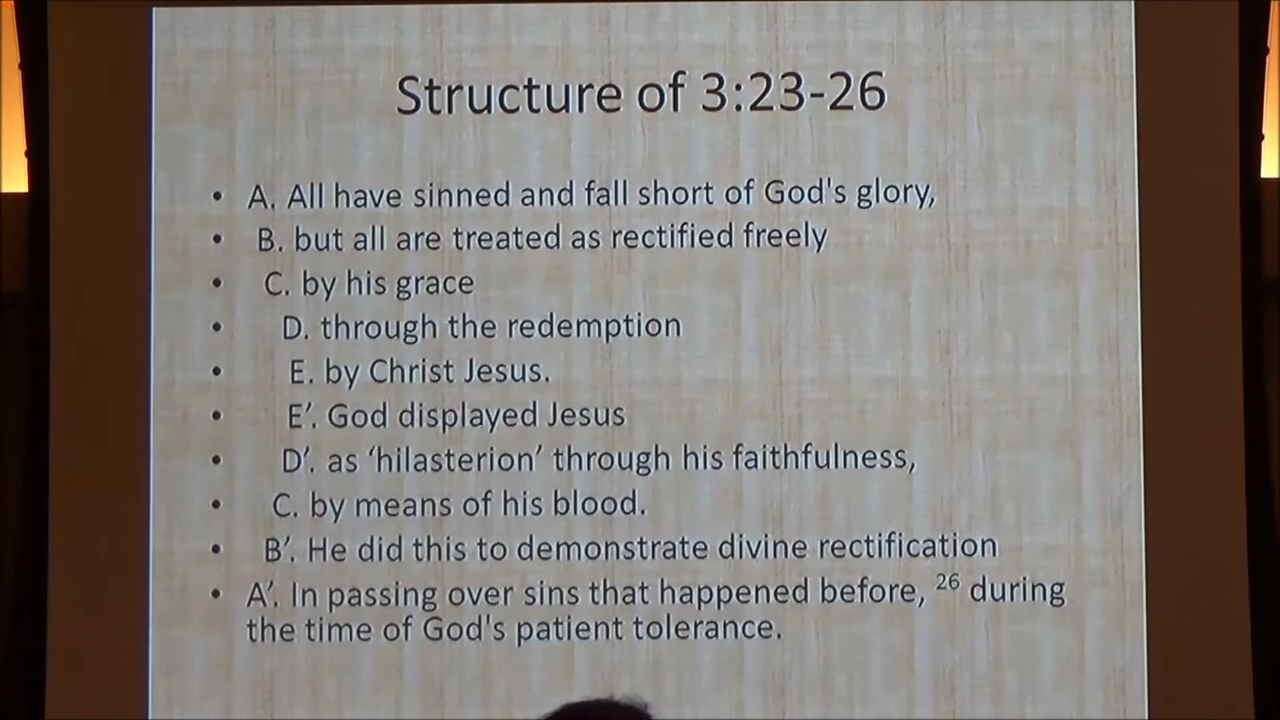 Structure of 3:23-26
• A. All have sinned and fall short of God's glory,
• B. but all are treated as rectified freely
• C. by his grace
• D. through the redemption
• E. by Christ Jesus.
• E’. God displayed Jesus
• D’. as ‘hilasterion’ through his faithfulness,
• C. by means of his blood.
• B’. He did this to demonstrate divine rectification
• A’. In passing over sins that happened before, ²⁶ during
the time of God's patient tolerance.